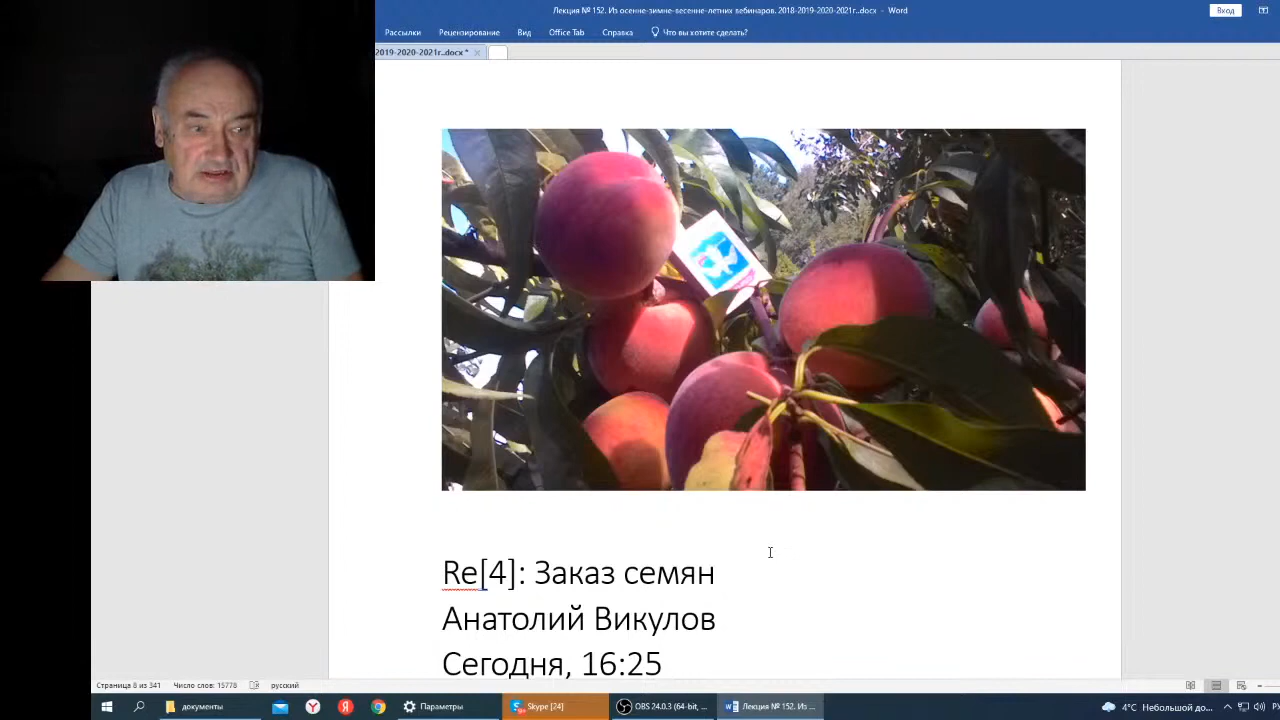 Лекция № 152. Из осенне-зимне-весенне-летних вебинаров. 2018-2019-2020-2021г..docx - Word
Вход
Рассылки Рецензирование Вид Office Tab Справка Что вы хотите сделать?
2019-2020-2021г..docx *
Re[4]: Заказ семян
Анатолий Викулов
Сегодня, 16:25
Страница 8 из 341 Число слов: 15778 русский
документы Параметры Skype [24] OBS 24.0.3 (64-bit, ... Лекция № 152. Из ... 4°C Небольшой до...